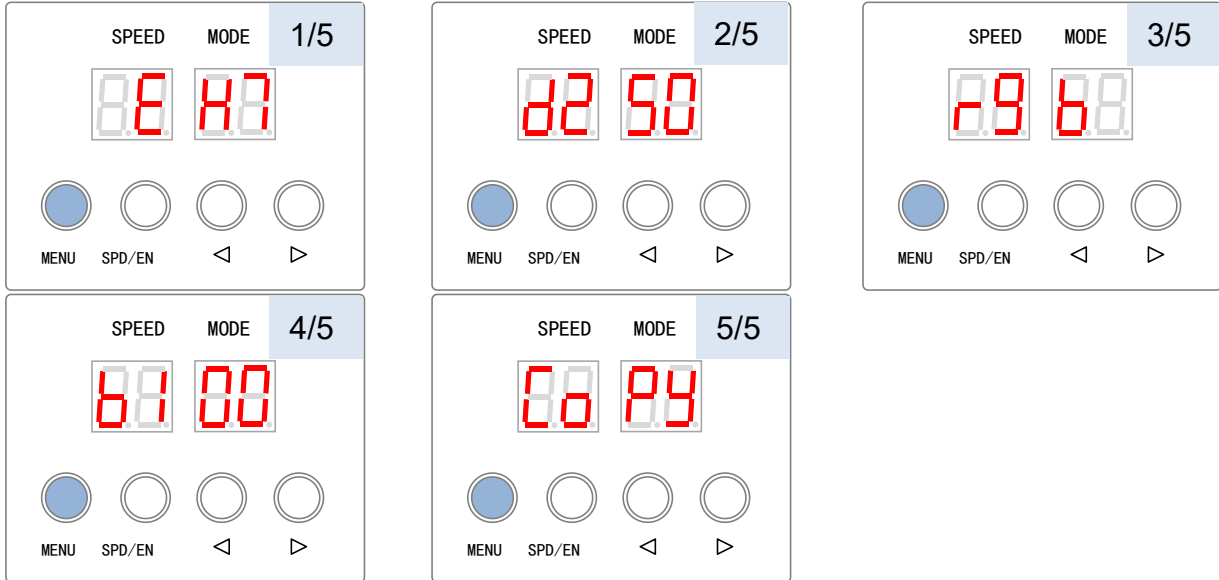 SPEED MODE 1/5
E H7
MENU SPD/EN ◁ ▷
SPEED MODE 2/5
d2 50
MENU SPD/EN ◁ ▷
SPEED MODE 3/5
r9 b
MENU SPD/EN ◁ ▷
SPEED MODE 4/5
b1 00
MENU SPD/EN ◁ ▷
SPEED MODE 5/5
Co PY
MENU SPD/EN ◁ ▷